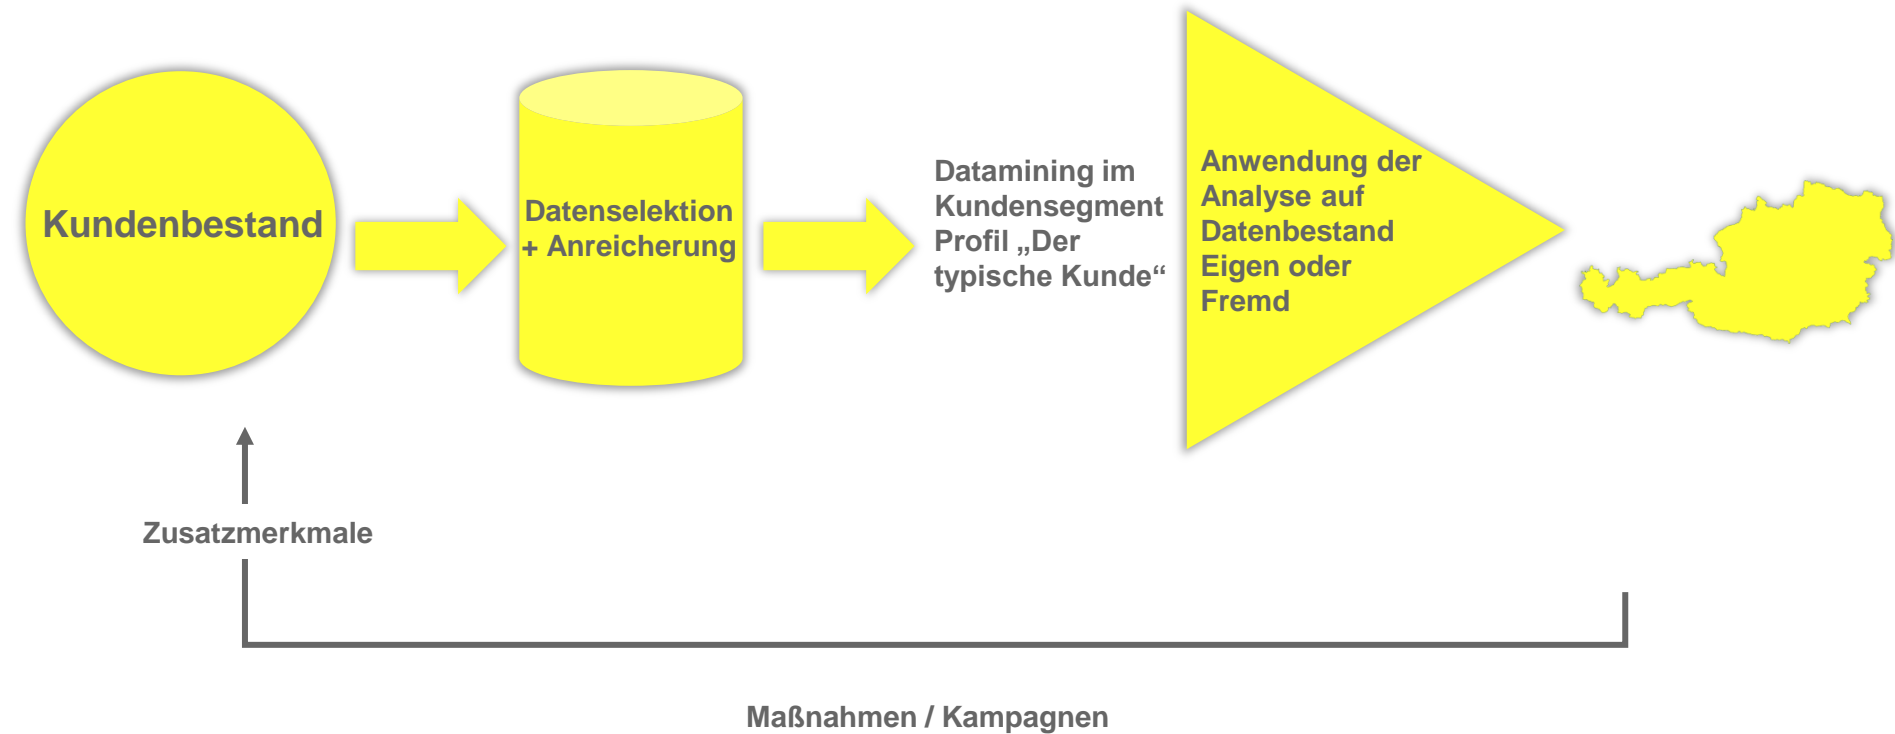 Kundenbestand
Datenselektion
+ Anreicherung
Datamining im
Kundensegment
Profil „Der
typische Kunde“
Anwendung der
Analyse auf
Datenbestand
Eigen oder
Fremd
Zusatzmerkmale
Maßnahmen / Kampagnen